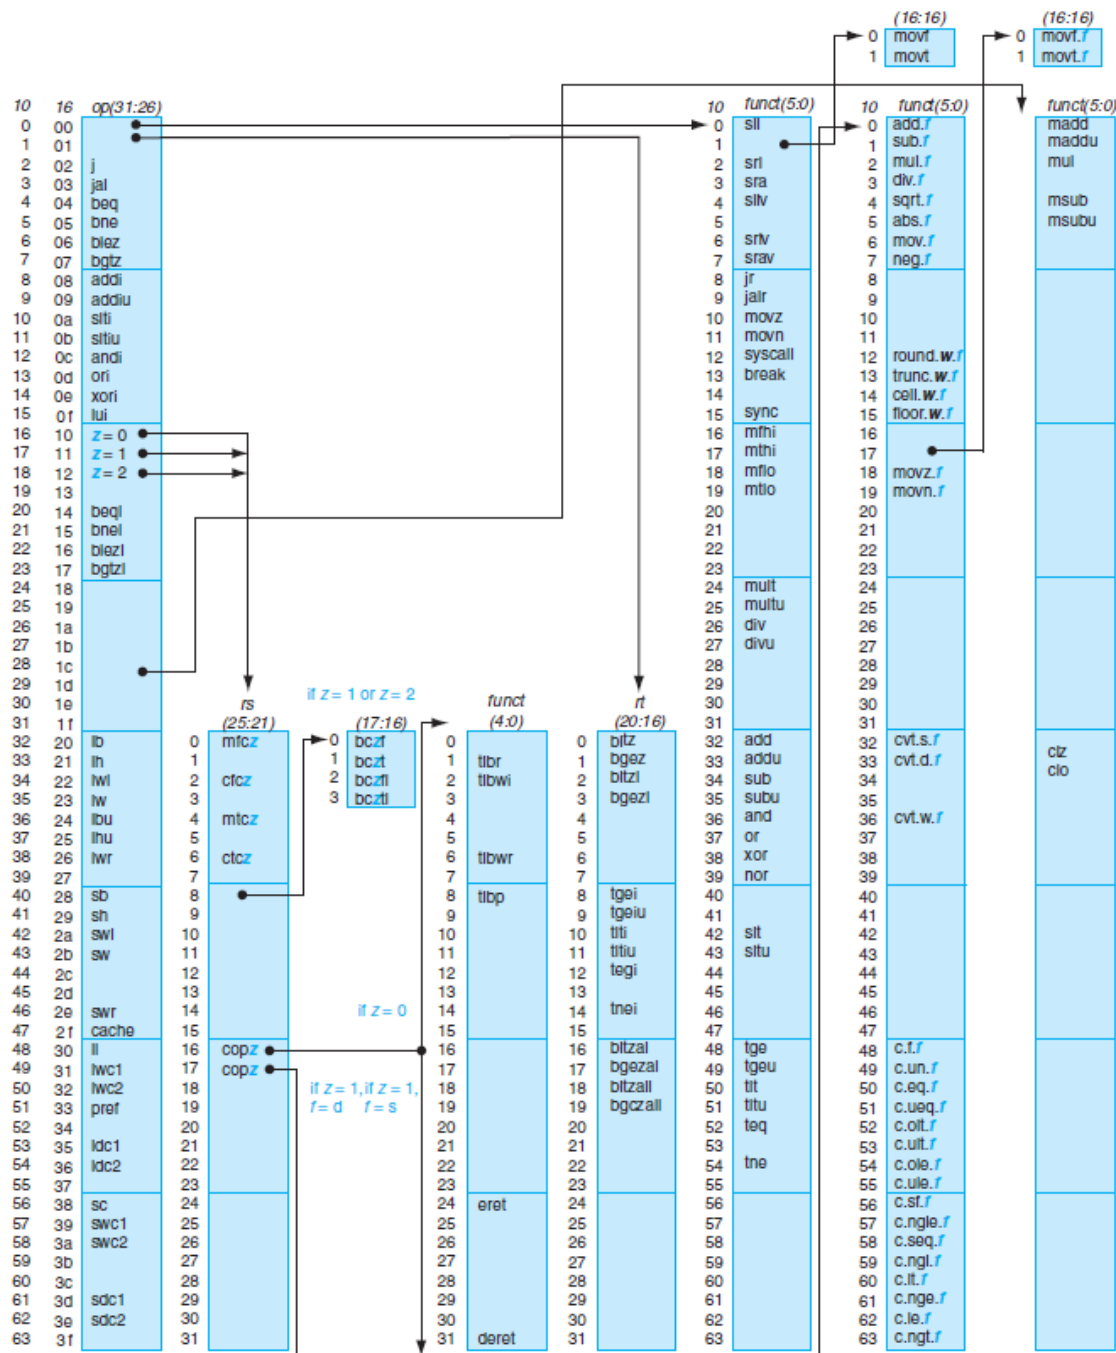 (16:16) (16:16)
0 movf 0 movf.f
1 movt 1 movt.f
10 16 op(31:26) 10 funct(5:0) 10 funct(5:0) funct(5:0)
0 00 0 sll 0 add.f madd
1 01 1 1 sub.f maddu
2 02 j 2 srl 2 mul.f mul
3 03 jal 3 sra 3 div.f
4 04 beq 4 sllv 4 sqrt.f msub
5 05 bne 5 5 abs.f msubu
6 06 blez 6 srlv 6 mov.f
7 07 bgtz 7 srav 7 neg.f
8 08 addi 8 jr 8
9 09 addiu 9 jalr 9
10 0a slti 10 movz 10
11 0b sltiu 11 movn 11
12 0c andi 12 syscall 12 round.w.f
13 0d ori 13 break 13 trunc.w.f
14 0e xori 14 14 ceil.w.f
15 0f lui 15 sync 15 floor.w.f
16 10 z = 0 16 mfhi 16
17 11 z = 1 17 mthi 17
18 12 z = 2 18 mflo 18 movz.f
19 13 19 mtlo 19 movn.f
20 14 beql 20 20
21 15 bnel 21 21
22 16 blezl 22 22
23 17 bgtzl 23 23
24 18 24 mult 24
25 19 25 multu 25
26 1a 26 div 26
27 1b 27 divu 27
28 1c 28 28
29 1d 29 29
30 1e rs if z = 1 or z = 2 funct rt 30 30
31 1f (25:21) (17:16) (4:0) (20:16) 31 31
32 20 lb 0 mfcz 0 bczf 0 0 bltz 32 add 32 cvt.s.f clz
33 21 lh 1 1 bczt 1 tlbr 1 bgez 33 addu 33 cvt.d.f clo
34 22 lwl 2 cfcz 2 bczfl 2 tlbwi 2 bltzl 34 sub 34
35 23 lw 3 3 bcztl 3 3 bgezl 35 subu 35
36 24 lbu 4 mtcz 4 4 36 and 36 cvt.w.f
37 25 lhu 5 5 5 37 or 37
38 26 lwr 6 ctcz 6 tlbwr 6 38 xor 38
39 27 7 7 7 39 nor 39
40 28 sb 8 8 tlbp 8 tgei 40 40
41 29 sh 9 9 9 tgeiu 41 41
42 2a swl 10 10 10 tlti 42 slt 42
43 2b sw 11 11 11 tltiu 43 sltu 43
44 2c 12 12 12 tegi 44 44
45 2d 13 13 13 45 45
46 2e swr 14 if z = 0 14 14 tnei 46 46
47 2f cache 15 15 15 47 47
48 30 ll 16 copz 16 16 bltzal 48 tge 48 c.f.f
49 31 lwc1 17 copz 17 17 bgezal 49 tgeu 49 c.un.f
50 32 lwc2 18 if z = 1, if z = 1, 18 18 bltzall 50 tlt 50 c.eq.f
51 33 pref 19 f = d f = s 19 19 bgczall 51 tltu 51 c.ueq.f
52 34 20 20 20 52 teq 52 c.olt.f
53 35 ldc1 21 21 21 53 53 c.ult.f
54 36 ldc2 22 22 22 54 tne 54 c.ole.f
55 37 23 23 23 55 55 c.ule.f
56 38 sc 24 24 eret 24 56 56 c.sf.f
57 39 swc1 25 25 25 57 57 c.ngle.f
58 3a swc2 26 26 26 58 58 c.seq.f
59 3b 27 27 27 59 59 c.ngl.f
60 3c 28 28 28 60 60 c.lt.f
61 3d sdc1 29 29 29 61 61 c.nge.f
62 3e sdc2 30 30 30 62 62 c.le.f
63 3f 31 31 deret 31 63 63 c.ngt.f